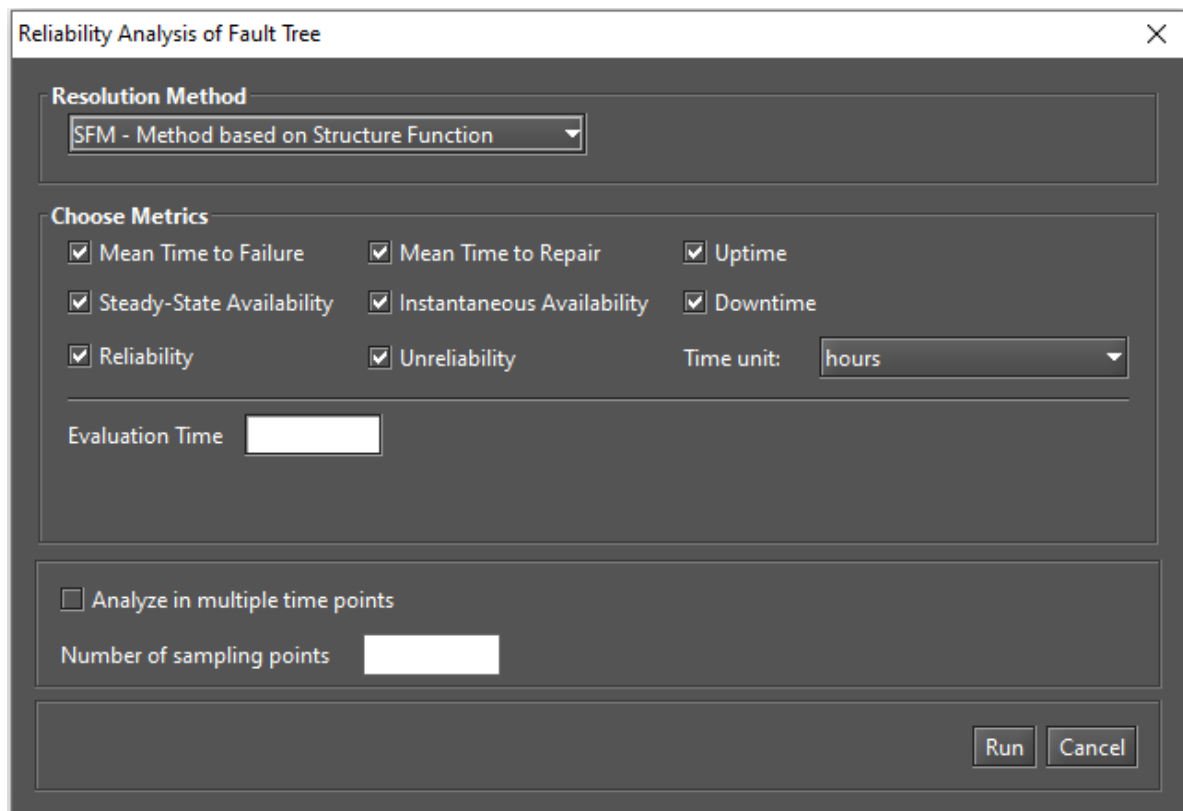 Reliability Analysis of Fault Tree
Resolution Method
SFM - Method based on Structure Function
Choose Metrics
Mean Time to Failure Mean Time to Repair Uptime
Steady-State Availability Instantaneous Availability Downtime
Reliability Unreliability Time unit: hours
Evaluation Time
Analyze in multiple time points
Number of sampling points
Run Cancel